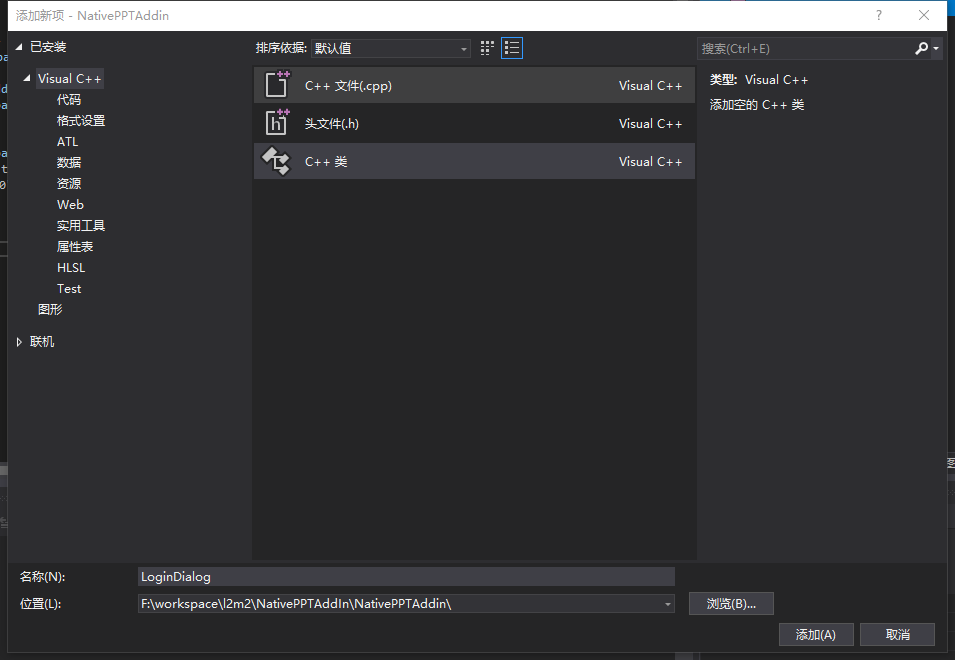 添加新项 - NativePPTAddin
?
已安装
排序依据: 默认值
搜索(Ctrl+E)
Visual C++
代码
格式设置
ATL
数据
资源
Web
实用工具
属性表
HLSL
Test
图形
联机
C++ 文件(.cpp) Visual C++
头文件(.h) Visual C++
C++ 类 Visual C++
类型: Visual C++
添加空的 C++ 类
名称(N): LoginDialog
位置(L): F:\workspace\l2m2\NativePPTAddIn\NativePPTAddin\
浏览(B)...
添加(A) 取消